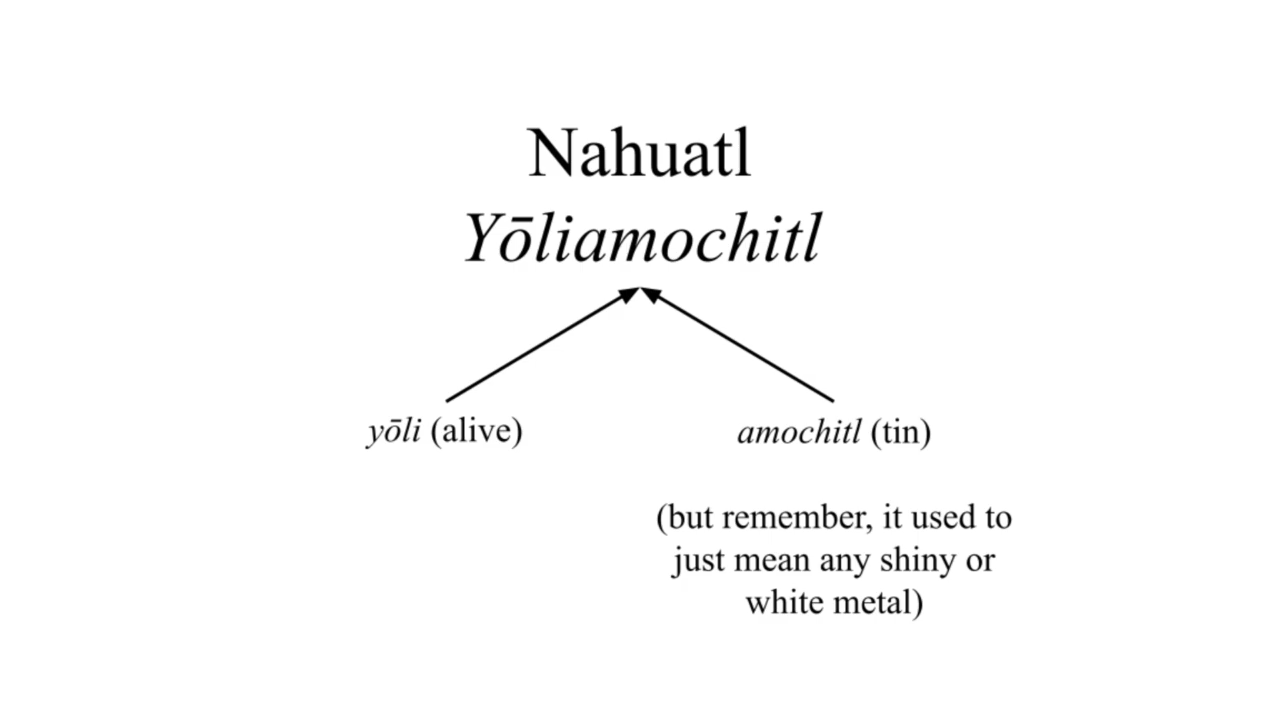 Nahuatl
Yōliamochitl
yōli (alive)
amochitl (tin)
(but remember, it used to
just mean any shiny or
white metal)